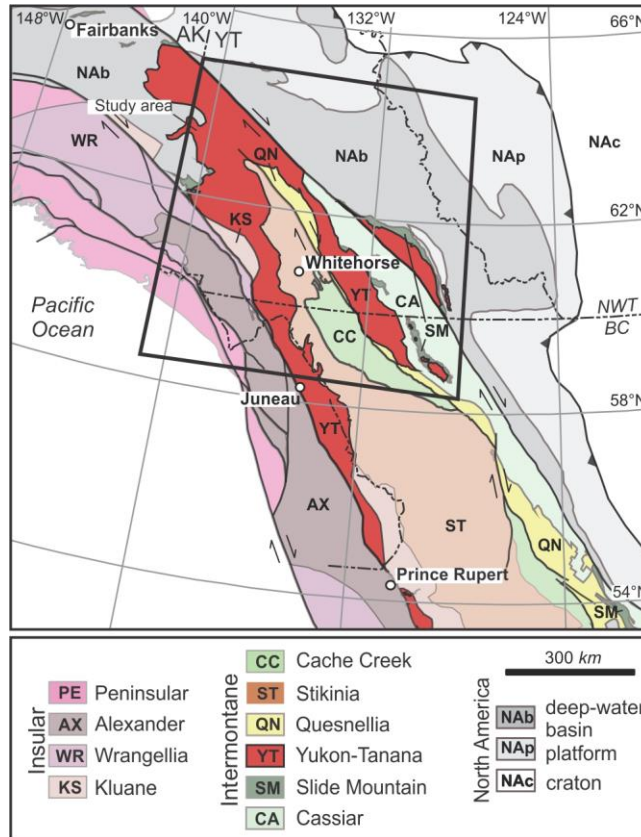 148°W
140°W
132°W
124°W
66°N
Fairbanks
AK
YT
NAb
Study area
WR
QN
NAb
NAp
NAc
62°N
KS
Whitehorse
YT
CA
NWT
BC
Pacific
Ocean
CC
SM
Juneau
58°N
YT
AX
ST
QN
Prince Rupert
54°N
SM
Insular
PE Peninsular
AX Alexander
WR Wrangellia
KS Kluane
Intermontane
CC Cache Creek
ST Stikinia
QN Quesnellia
YT Yukon-Tanana
SM Slide Mountain
CA Cassiar
300 km
North America
NAb deep-water
basin
NAp platform
NAc craton